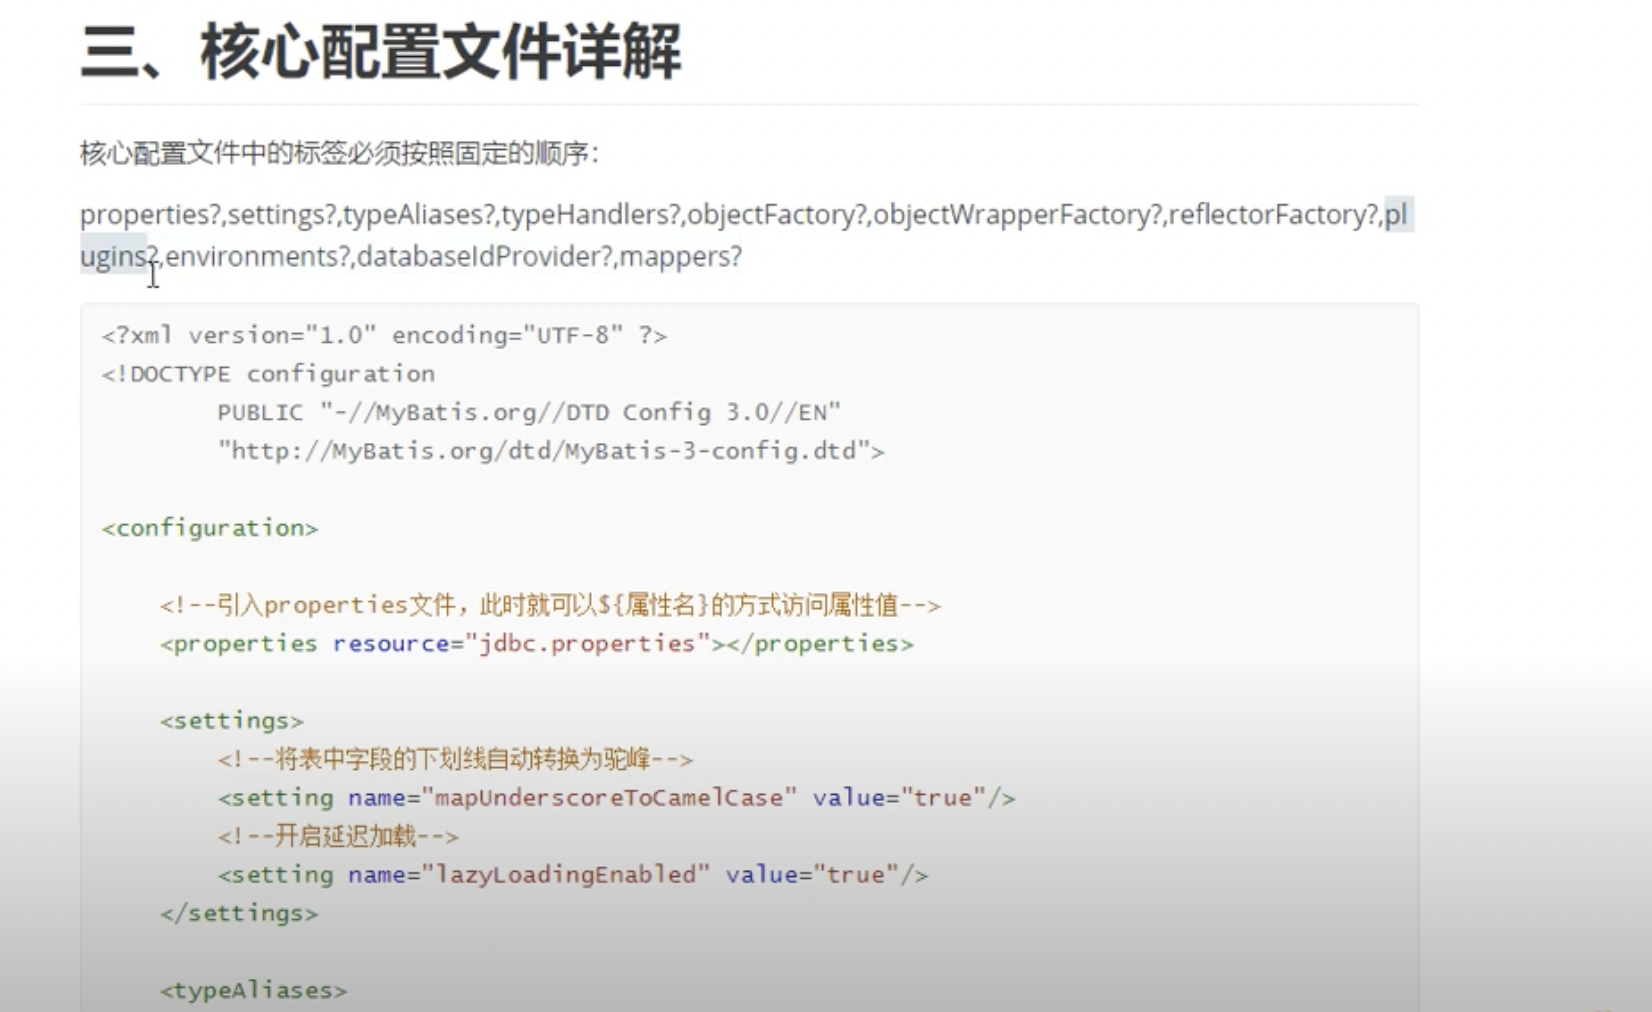 三、核心配置文件详解
核心配置文件中的标签必须按照固定的顺序：
properties?,settings?,typeAliases?,typeHandlers?,objectFactory?,objectWrapperFactory?,reflectorFactory?,pl
ugins?,environments?,databaseIdProvider?,mappers?
<?xml version="1.0" encoding="UTF-8" ?>
<!DOCTYPE configuration
        PUBLIC "-//MyBatis.org//DTD Config 3.0//EN"
        "http://MyBatis.org/dtd/MyBatis-3-config.dtd">
<configuration>
    <!--引入properties文件，此时就可以${属性名}的方式访问属性值-->
    <properties resource="jdbc.properties"></properties>
    <settings>
        <!--将表中字段的下划线自动转换为驼峰-->
        <setting name="mapUnderscoreToCamelCase" value="true"/>
        <!--开启延迟加载-->
        <setting name="lazyLoadingEnabled" value="true"/>
    </settings>
    <typeAliases>